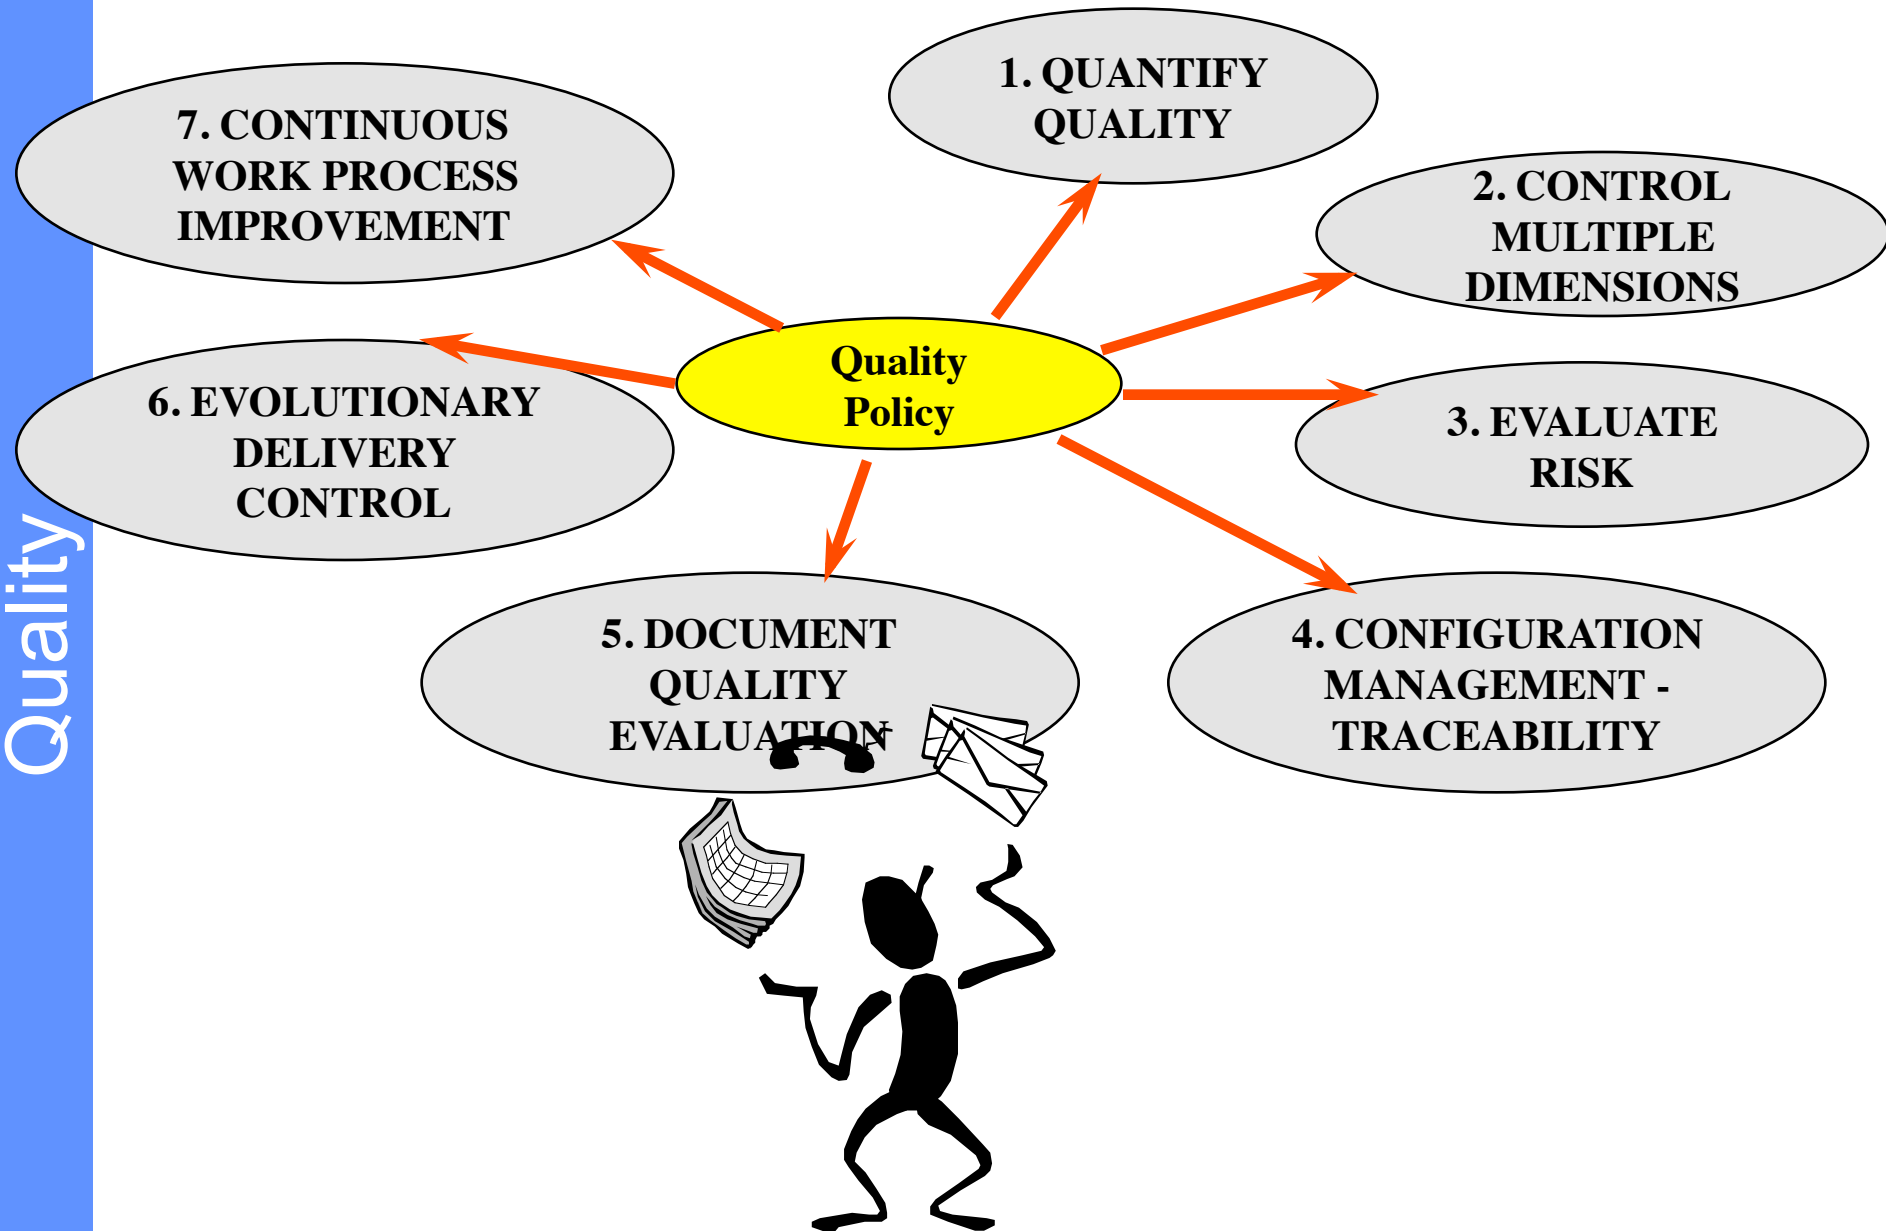 1. QUANTIFY
QUALITY
2. CONTROL
MULTIPLE
DIMENSIONS
3. EVALUATE
RISK
4. CONFIGURATION
MANAGEMENT -
TRACEABILITY
5. DOCUMENT
QUALITY
EVALUATION
6. EVOLUTIONARY
DELIVERY
CONTROL
7. CONTINUOUS
WORK PROCESS
IMPROVEMENT
Quality
Policy
Quality